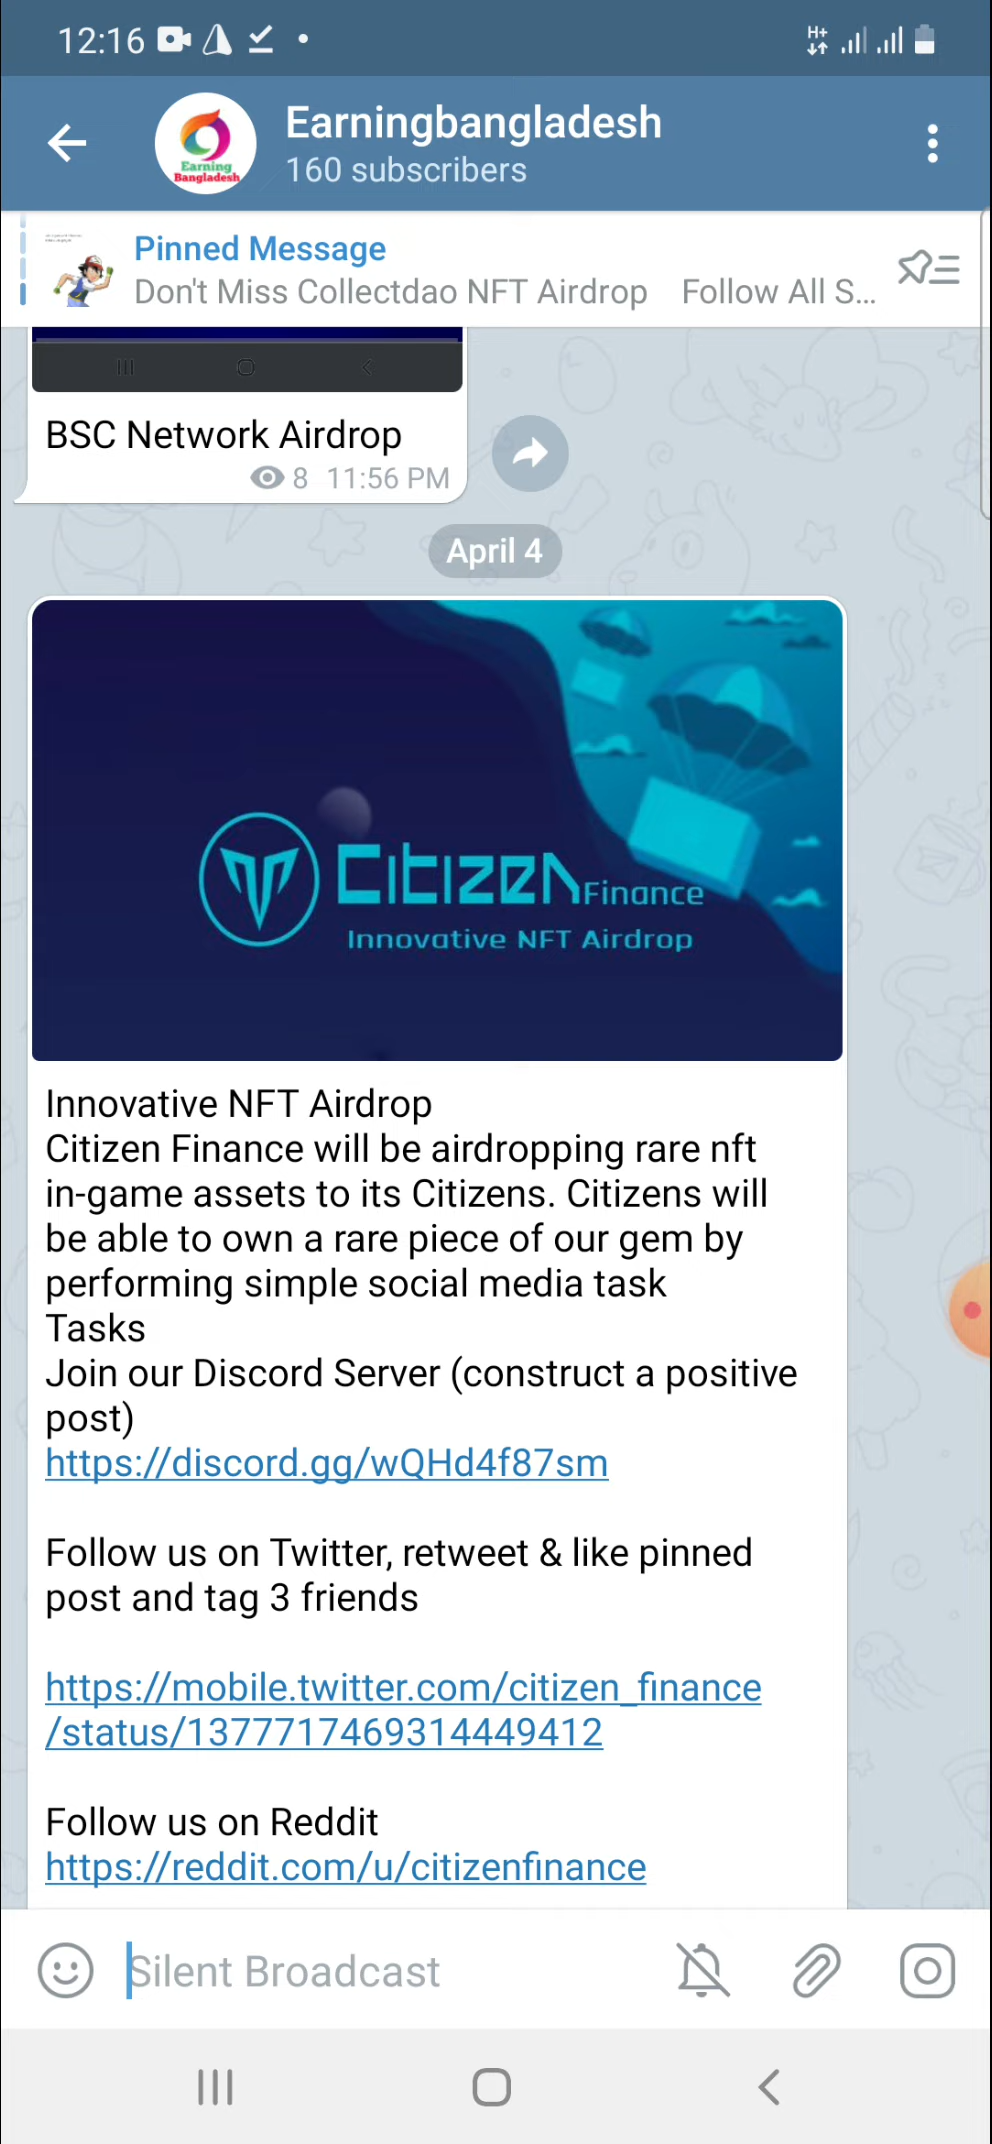 12:16
H+
Earningbangladesh
160 subscribers
Earning
Bangladesh
Pinned Message
Don't Miss Collectdao NFT Airdrop Follow All S...
BSC Network Airdrop
8 11:56 PM
April 4
Citizen Finance
Innovative NFT Airdrop
Innovative NFT Airdrop
Citizen Finance will be airdropping rare nft
in-game assets to its Citizens. Citizens will
be able to own a rare piece of our gem by
performing simple social media task
Tasks
Join our Discord Server (construct a positive
post)
https://discord.gg/wQHd4f87sm
Follow us on Twitter, retweet & like pinned
post and tag 3 friends
https://mobile.twitter.com/citizen_finance
/status/1377717469314449412
Follow us on Reddit
https://reddit.com/u/citizenfinance
Silent Broadcast